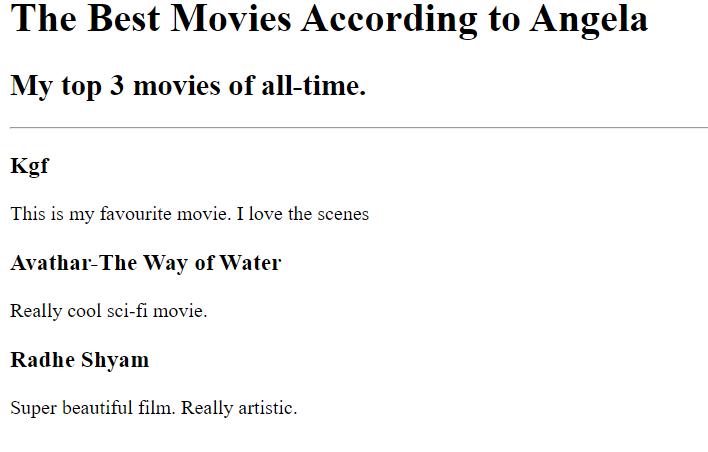 The Best Movies According to Angela
My top 3 movies of all-time.
Kgf
This is my favourite movie. I love the scenes
Avathar-The Way of Water
Really cool sci-fi movie.
Radhe Shyam
Super beautiful film. Really artistic.